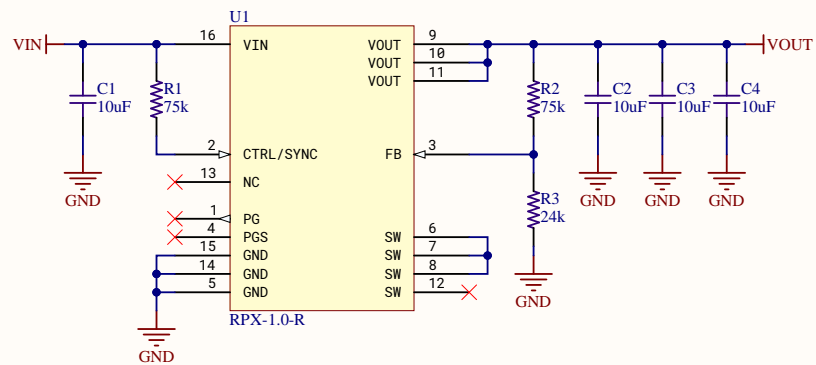 U1
VIN
16
VIN
VOUT
9
VOUT
VOUT
10
VOUT
11
C1
10uF
R1
75k
R2
75k
C2
10uF
C3
10uF
C4
10uF
2
CTRL/SYNC
FB
3
13
NC
GND
GND
GND
GND
R3
24k
1
PG
4
PGS
SW
6
15
GND
SW
7
14
GND
SW
8
5
GND
SW
12
GND
RPX-1.0-R
GND